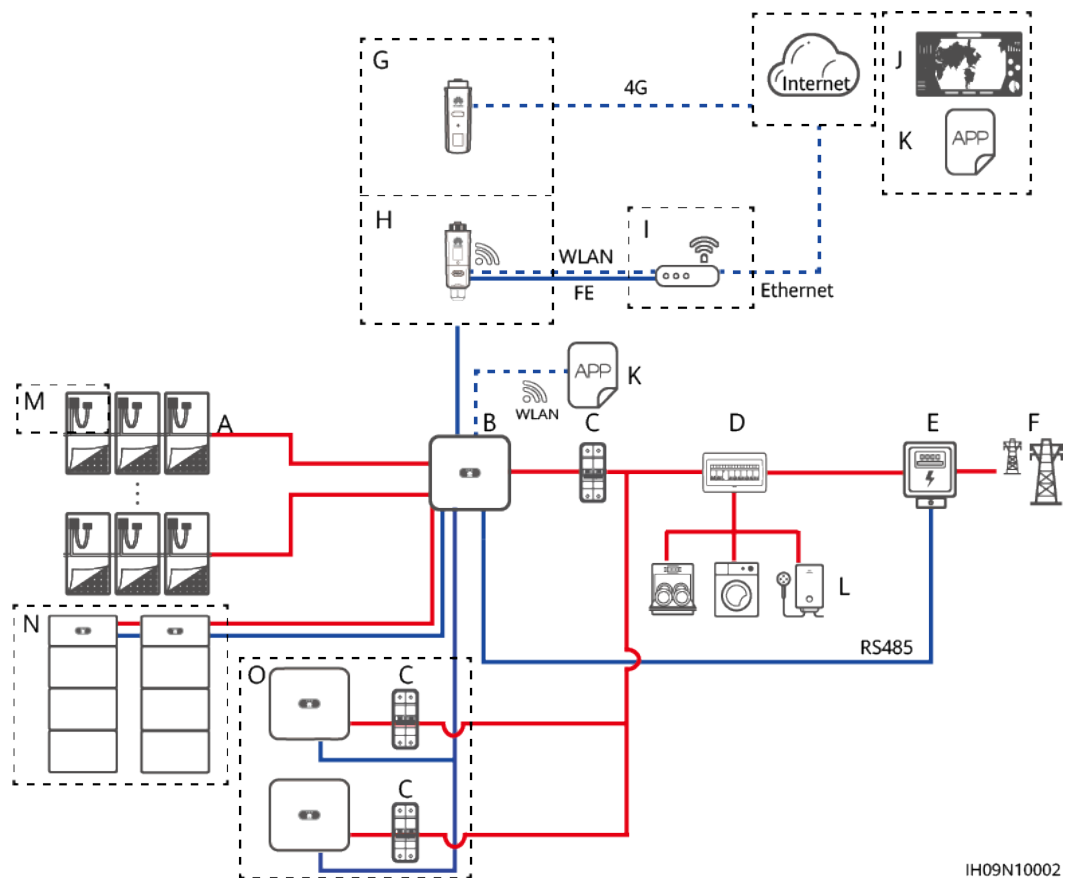 G
4G
Internet
J
K
APP
H
WLAN
FE
I
Ethernet
M
A
WLAN
APP
K
B
C
D
E
F
L
RS485
N
O
C
C
IH09N10002